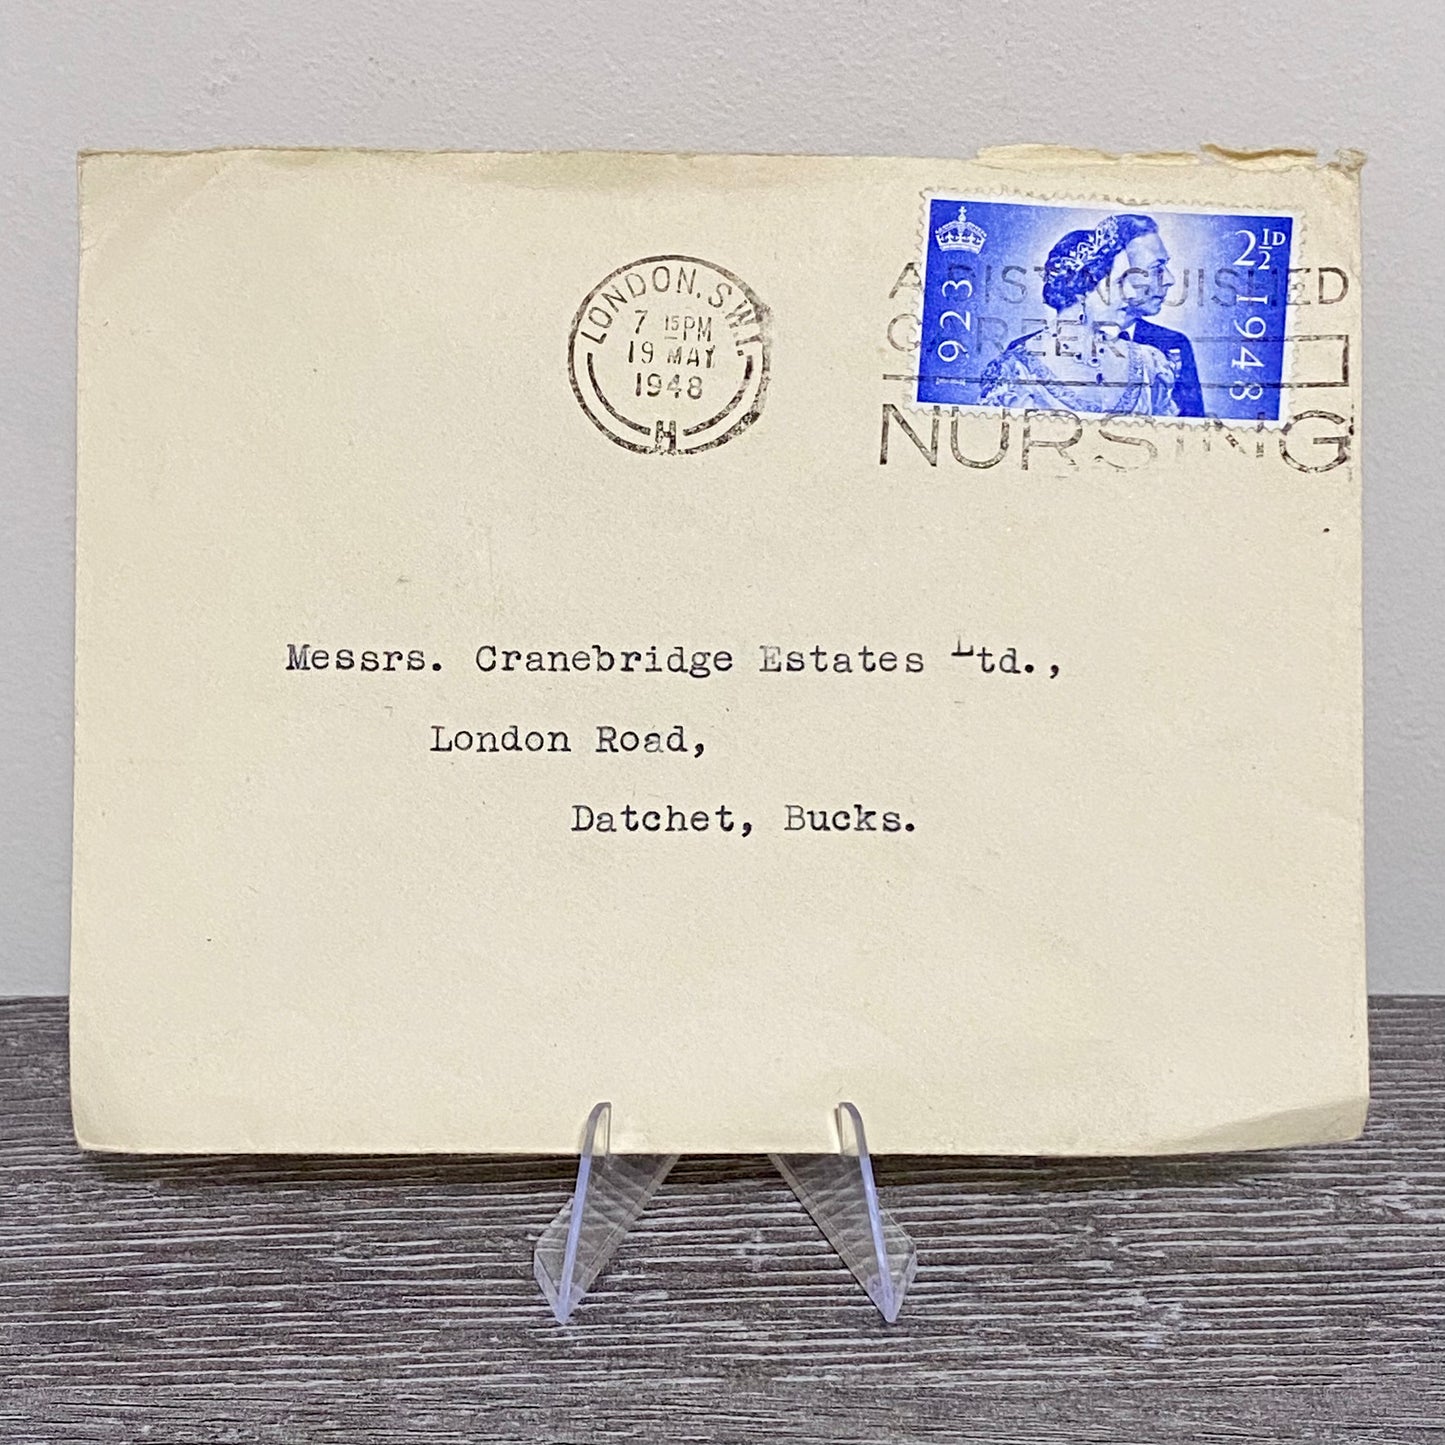 LONDON. S.W.1.
7 15 PM
19 MAY
1948
H
A DISTINGUISHED
CAREER
NURSING
1923
2½D
1948
Messrs. Cranebridge Estates Ltd.,
London Road,
Datchet, Bucks.